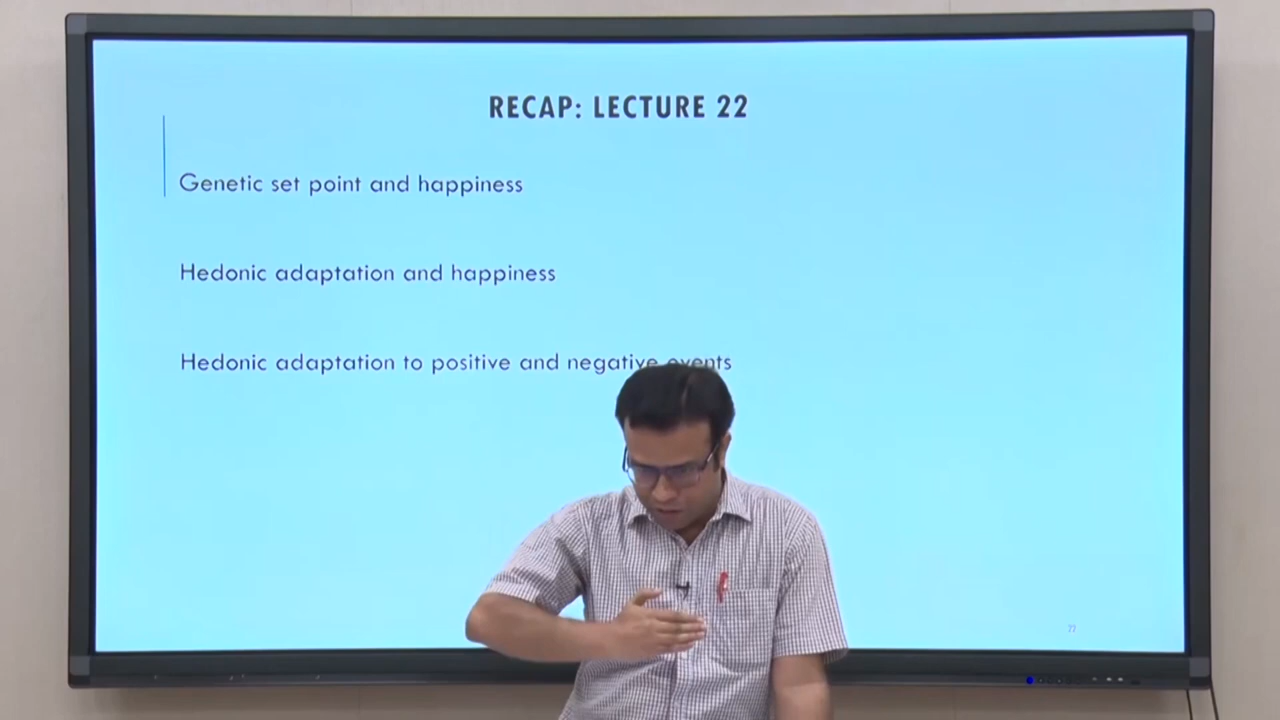 RECAP: LECTURE 22
Genetic set point and happiness
Hedonic adaptation and happiness
Hedonic adaptation to positive and negative events